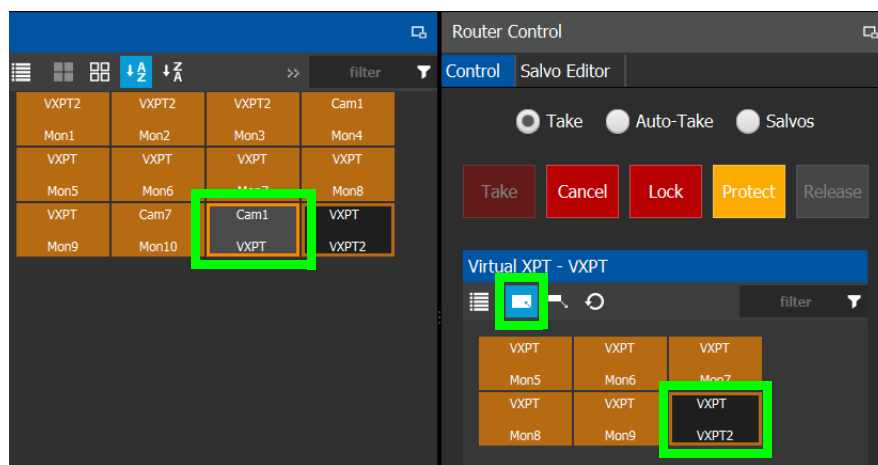 Router Control
filter
Control Salvo Editor
VXPT2 VXPT2 VXPT2 Cam1
Mon1 Mon2 Mon3 Mon4
VXPT VXPT VXPT VXPT
Mon5 Mon6 Mon7 Mon8
VXPT Cam7 Cam1 VXPT
Mon9 Mon10 VXPT VXPT2
Take Auto-Take Salvos
Take Cancel Lock Protect Release
Virtual XPT - VXPT
filter
VXPT VXPT VXPT
Mon5 Mon6 Mon7
VXPT VXPT VXPT
Mon8 Mon9 VXPT2